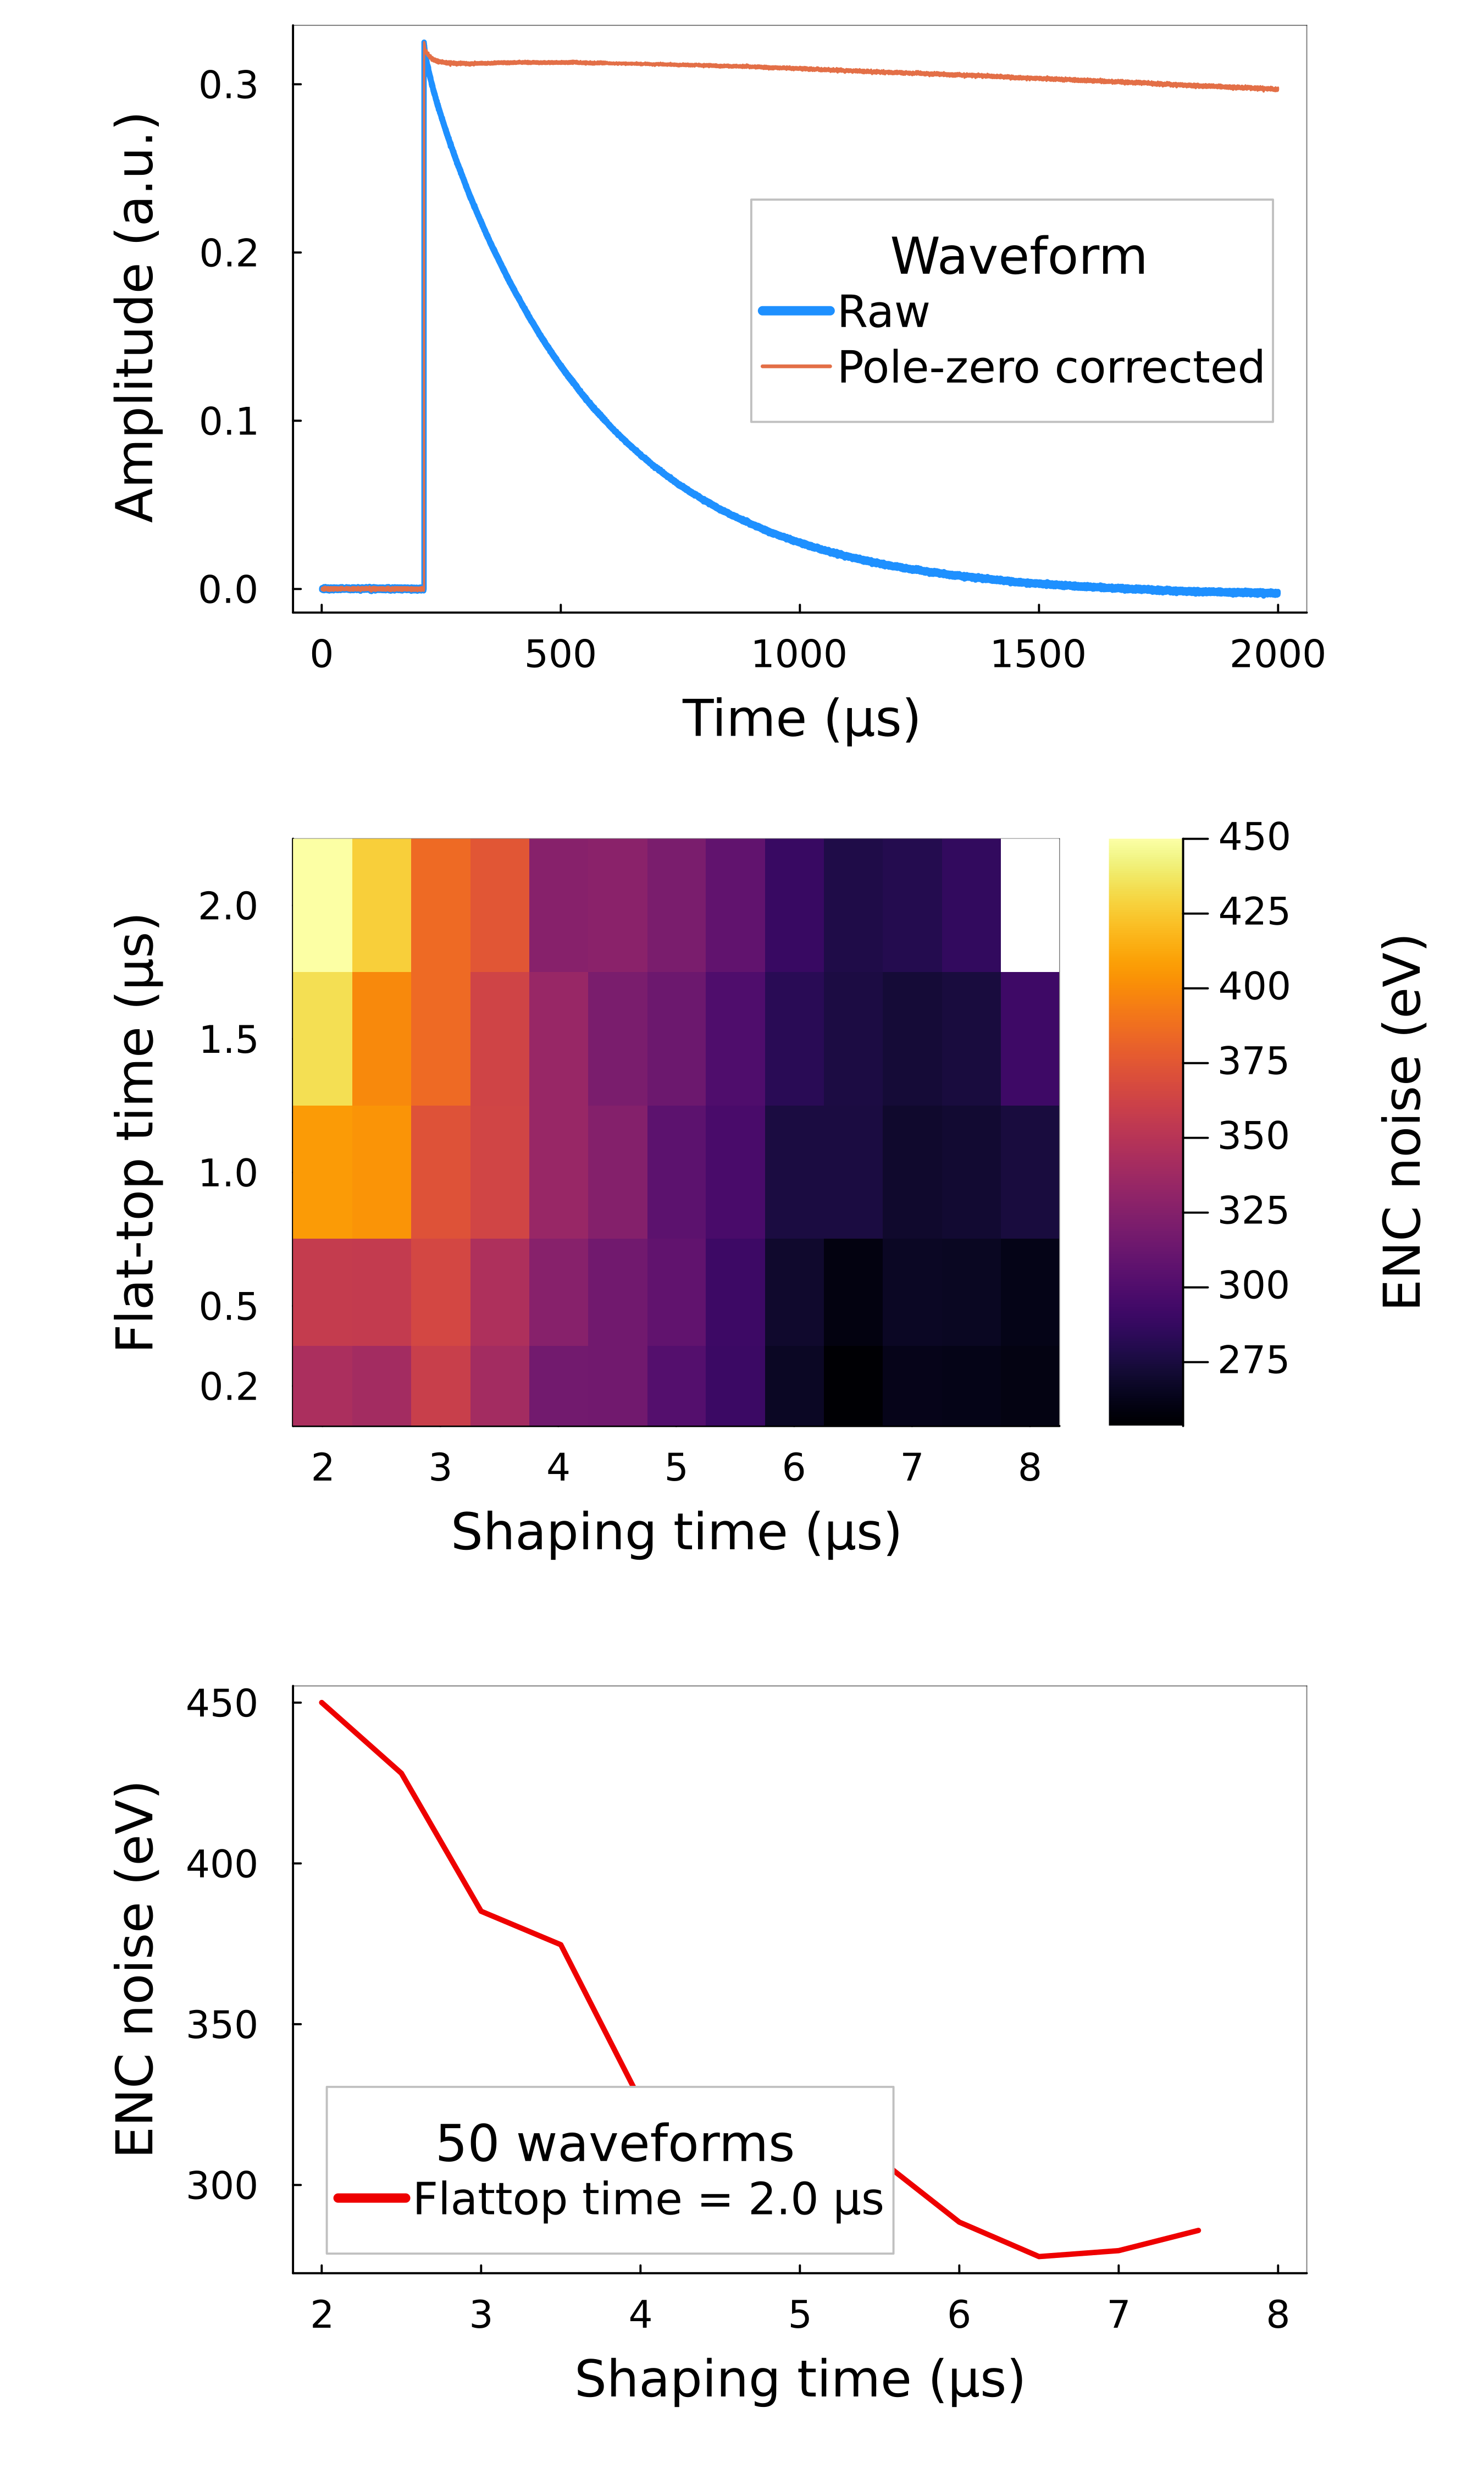 Amplitude (a.u.)
0.3
0.2
0.1
0.0
Waveform
Raw
Pole-zero corrected
0 500 1000 1500 2000
Time (µs)
Flat-top time (µs)
2.0
1.5
1.0
0.5
0.2
2 3 4 5 6 7 8
Shaping time (µs)
450
425
400
375
350
325
300
275
ENC noise (eV)
ENC noise (eV)
450
400
350
300
50 waveforms
Flattop time = 2.0 µs
2 3 4 5 6 7 8
Shaping time (µs)